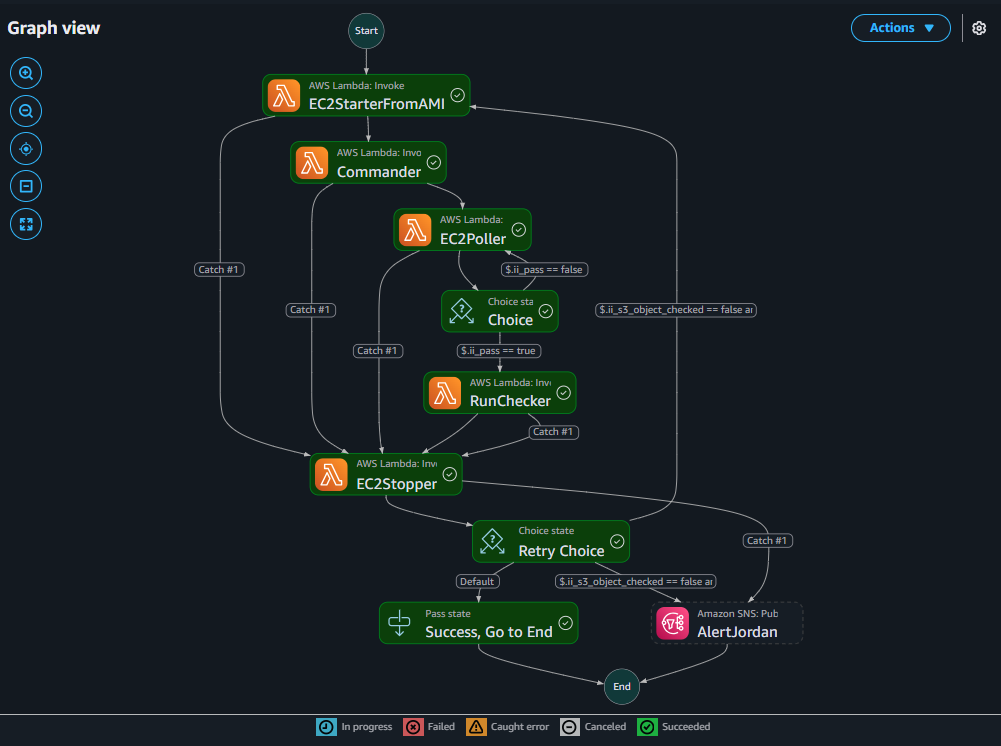 Graph view
Start
Actions
AWS Lambda: Invoke
EC2StarterFromAMI
AWS Lambda: Invo
Commander
AWS Lambda:
EC2Poller
Catch #1
$.ii_pass == false
Choice sta
Choice
Catch #1
$.ii_s3_object_checked == false a
Catch #1
$.ii_pass == true
AWS Lambda: Inv
RunChecker
Catch #1
AWS Lambda: Inv
EC2Stopper
Choice state
Retry Choice
Catch #1
Default
$.ii_s3_object_checked == false a
Pass state
Success, Go to End
Amazon SNS: Pub
AlertJordan
End
In progress
Failed
Caught error
Canceled
Succeeded